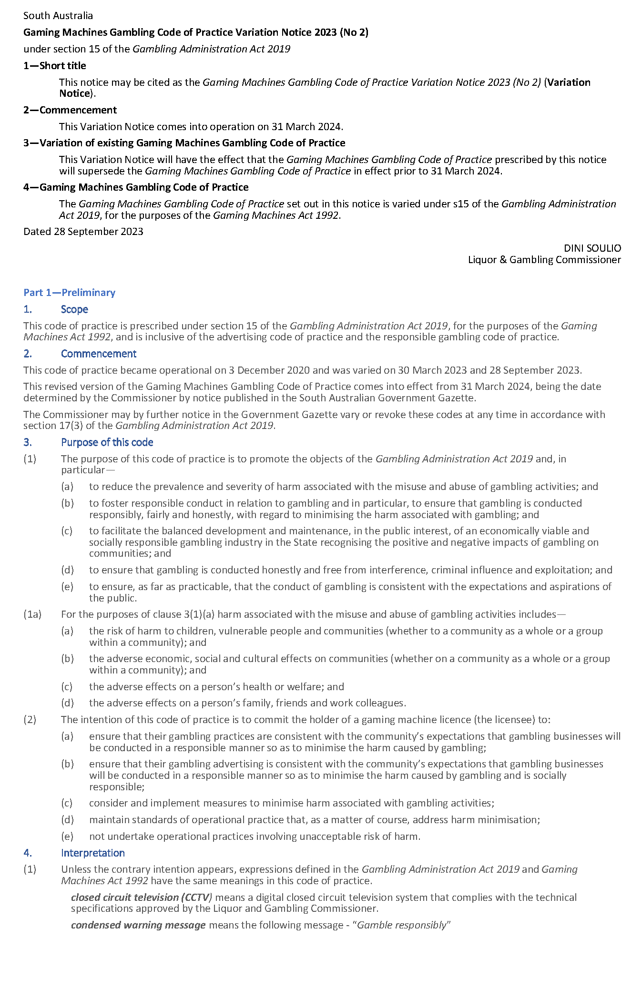 South Australia
Gaming Machines Gambling Code of Practice Variation Notice 2023 (No 2)
under section 15 of the Gambling Administration Act 2019
1—Short title
This notice may be cited as the Gaming Machines Gambling Code of Practice Variation Notice 2023 (No 2) (Variation
Notice).
2—Commencement
This Variation Notice comes into operation on 31 March 2024.
3—Variation of existing Gaming Machines Gambling Code of Practice
This Variation Notice will have the effect that the Gaming Machines Gambling Code of Practice prescribed by this notice
will supersede the Gaming Machines Gambling Code of Practice in effect prior to 31 March 2024.
4—Gaming Machines Gambling Code of Practice
The Gaming Machines Gambling Code of Practice set out in this notice is varied under s15 of the Gambling Administration
Act 2019, for the purposes of the Gaming Machines Act 1992.
Dated 28 September 2023
DINI SOULIO
Liquor & Gambling Commissioner
Part 1—Preliminary
1. Scope
This code of practice is prescribed under section 15 of the Gambling Administration Act 2019, for the purposes of the Gaming
Machines Act 1992, and is inclusive of the advertising code of practice and the responsible gambling code of practice.
2. Commencement
This code of practice became operational on 3 December 2020 and was varied on 30 March 2023 and 28 September 2023.
This revised version of the Gaming Machines Gambling Code of Practice comes into effect from 31 March 2024, being the date
determined by the Commissioner by notice published in the South Australian Government Gazette.
The Commissioner may by further notice in the Government Gazette vary or revoke these codes at any time in accordance with
section 17(3) of the Gambling Administration Act 2019.
3. Purpose of this code
(1) The purpose of this code of practice is to promote the objects of the Gambling Administration Act 2019 and, in
particular—
(a) to reduce the prevalence and severity of harm associated with the misuse and abuse of gambling activities; and
(b) to foster responsible conduct in relation to gambling and in particular, to ensure that gambling is conducted
responsibly, fairly and honestly, with regard to minimising the harm associated with gambling; and
(c) to facilitate the balanced development and maintenance, in the public interest, of an economically viable and
socially responsible gambling industry in the State recognising the positive and negative impacts of gambling on
communities; and
(d) to ensure that gambling is conducted honestly and free from interference, criminal influence and exploitation; and
(e) to ensure, as far as practicable, that the conduct of gambling is consistent with the expectations and aspirations of
the public.
(1a) For the purposes of clause 3(1)(a) harm associated with the misuse and abuse of gambling activities includes—
(a) the risk of harm to children, vulnerable people and communities (whether to a community as a whole or a group
within a community); and
(b) the adverse economic, social and cultural effects on communities (whether on a community as a whole or a group
within a community); and
(c) the adverse effects on a person’s health or welfare; and
(d) the adverse effects on a person’s family, friends and work colleagues.
(2) The intention of this code of practice is to commit the holder of a gaming machine licence (the licensee) to:
(a) ensure that their gambling practices are consistent with the community’s expectations that gambling businesses will
be conducted in a responsible manner so as to minimise the harm caused by gambling;
(b) ensure that their gambling advertising is consistent with the community’s expectations that gambling businesses
will be conducted in a responsible manner so as to minimise the harm caused by gambling and is socially
responsible;
(c) consider and implement measures to minimise harm associated with gambling activities;
(d) maintain standards of operational practice that, as a matter of course, address harm minimisation;
(e) not undertake operational practices involving unacceptable risk of harm.
4. Interpretation
(1) Unless the contrary intention appears, expressions defined in the Gambling Administration Act 2019 and Gaming
Machines Act 1992 have the same meanings in this code of practice.
closed circuit television (CCTV) means a digital closed circuit television system that complies with the technical
specifications approved by the Liquor and Gambling Commissioner.
condensed warning message means the following message - “Gamble responsibly”